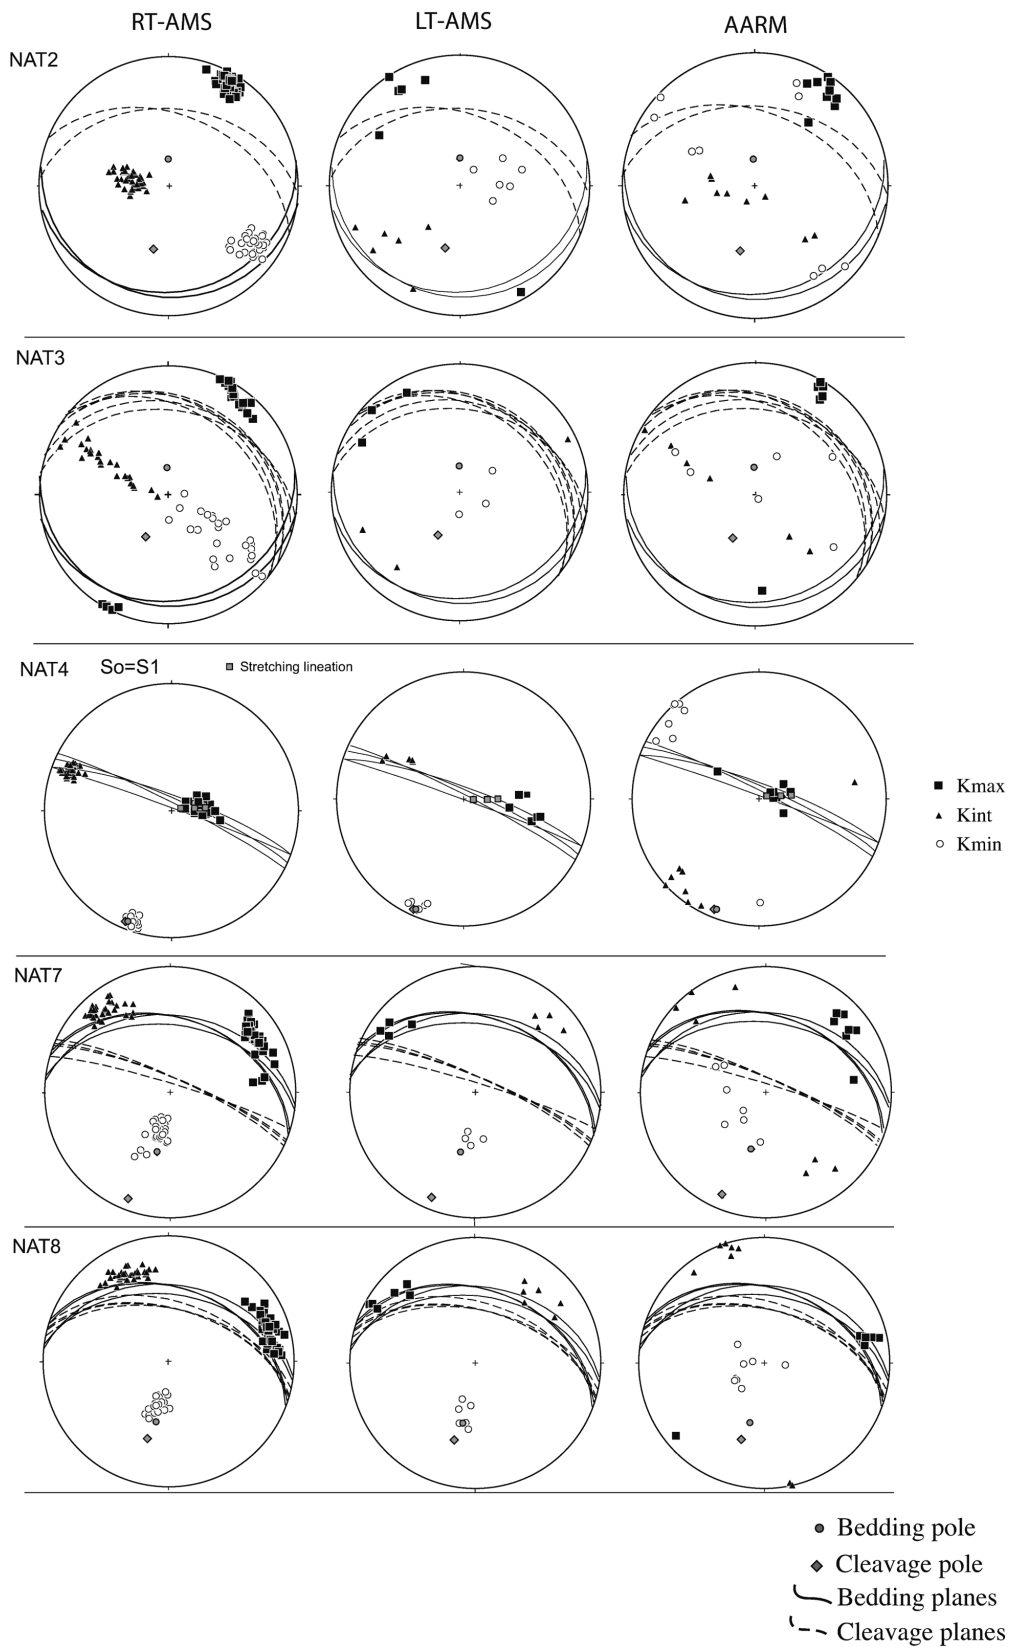 RT-AMS LT-AMS AARM
NAT2
NAT3
NAT4 So=S1 Stretching lineation
Kmax
Kint
Kmin
NAT7
NAT8
Bedding pole
Cleavage pole
Bedding planes
Cleavage planes